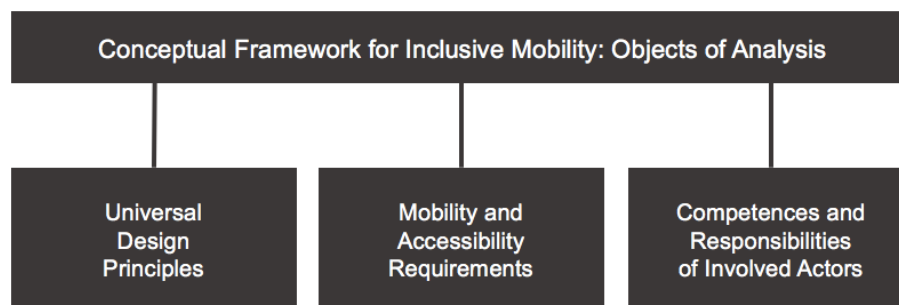 Conceptual Framework for Inclusive Mobility: Objects of Analysis
Universal
Design
Principles
Mobility and
Accessibility
Requirements
Competences and
Responsibilities
of Involved Actors